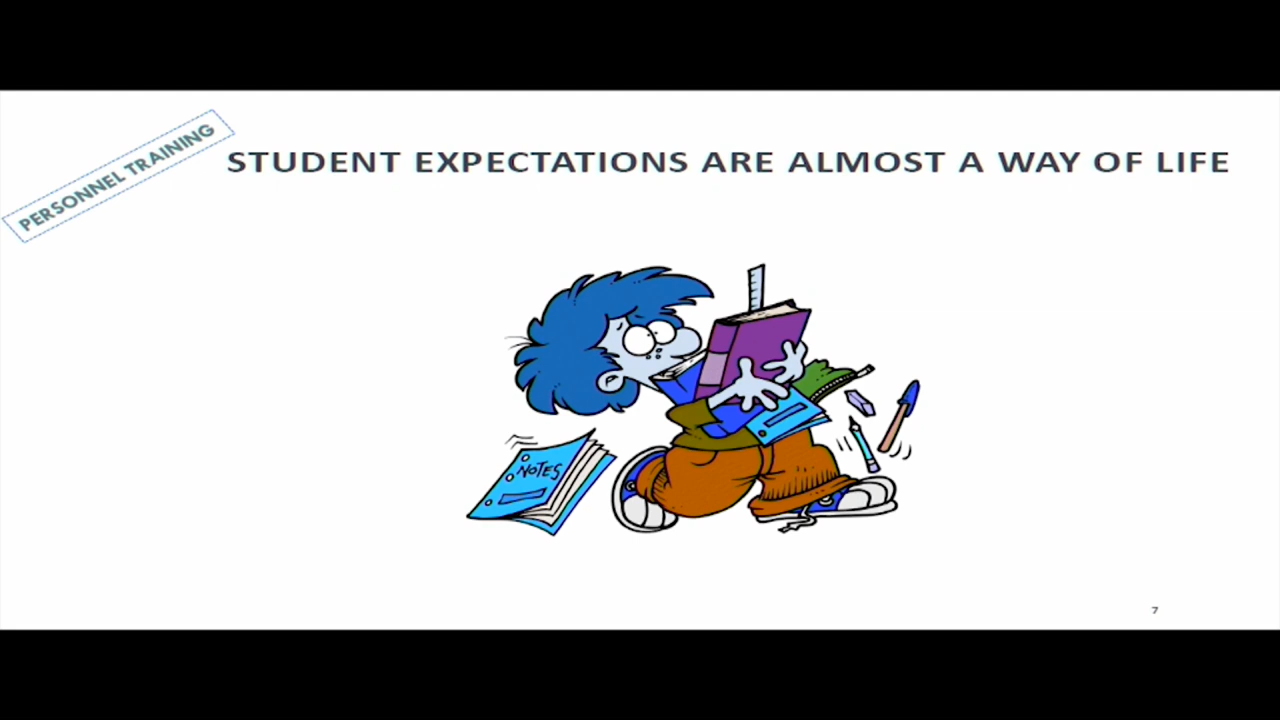 PERSONNEL TRAINING
STUDENT EXPECTATIONS ARE ALMOST A WAY OF LIFE
NOTES
7